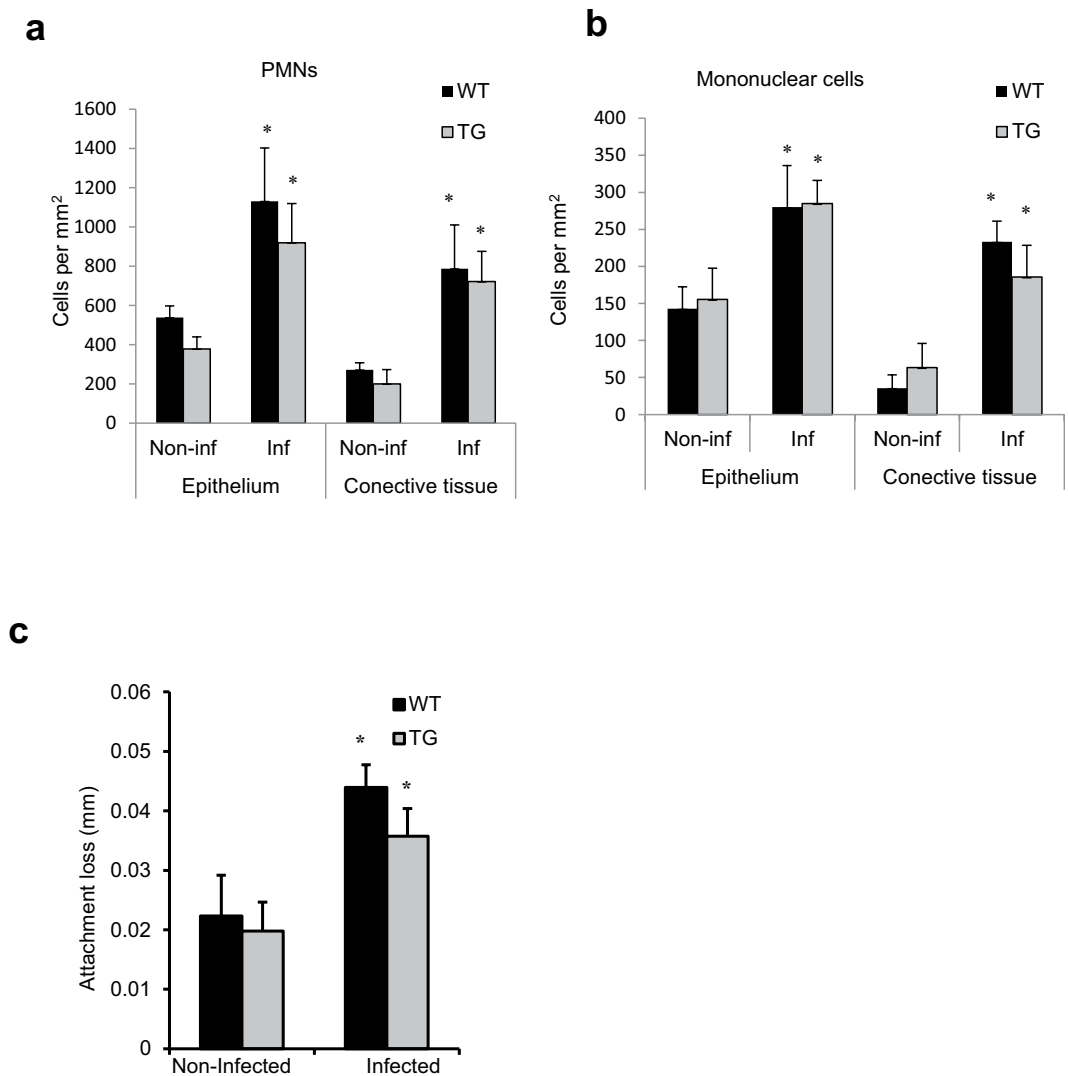 a
PMNs
WT
TG
Cells per mm²
1600
1400
1200
1000
800
600
400
200
0
* * * *
Non-inf Inf Non-inf Inf
Epithelium Conective tissue
b
Mononuclear cells
WT
TG
Cells per mm²
400
350
300
250
200
150
100
50
0
* * * *
Non-inf Inf Non-inf Inf
Epithelium Conective tissue
c
WT
TG
Attachment loss (mm)
0.06
0.05
0.04
0.03
0.02
0.01
0
* *
Non-Infected Infected